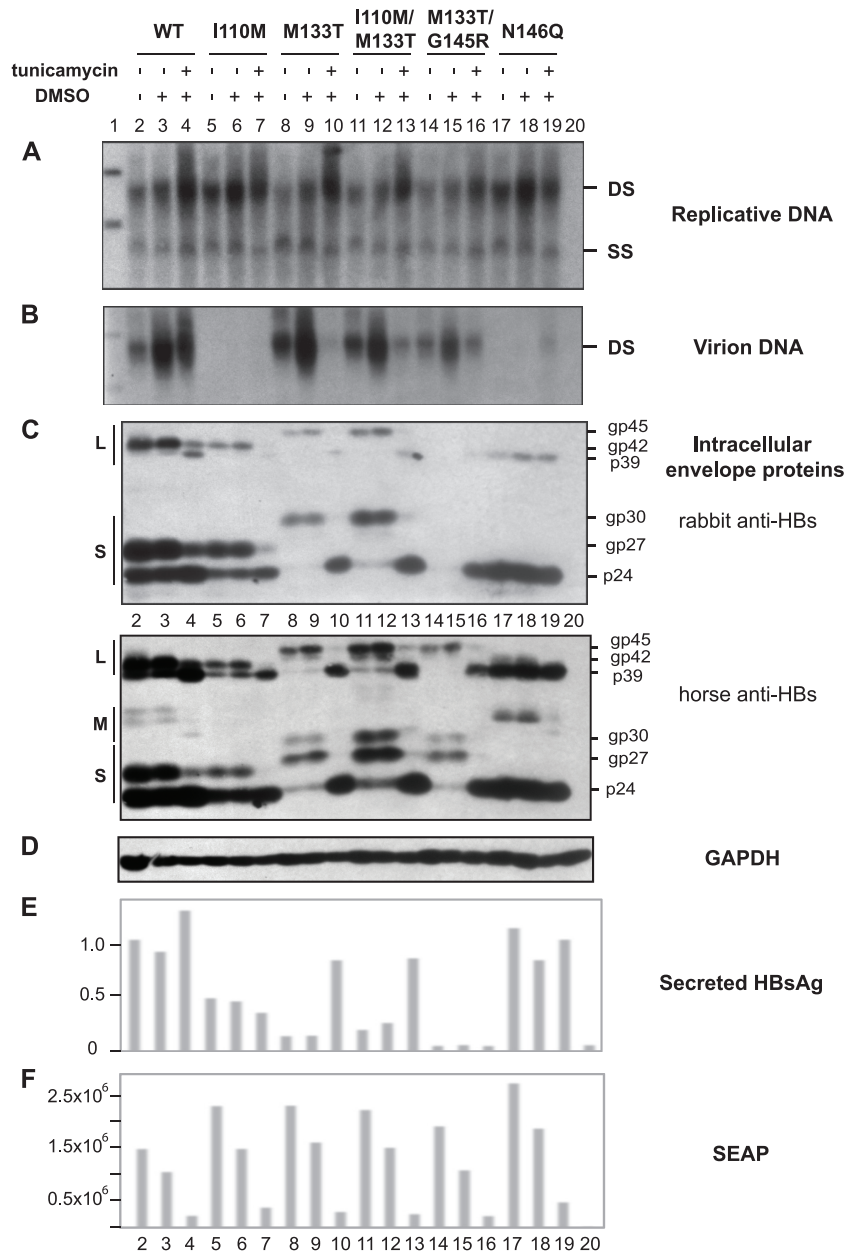 WT I110M M133T I110M/ M133T M133T/ G145R N146Q
tunicamycin - - + - - + - - + - - + - - + - - +
DMSO - + + - + + - + + - + + - + + - + +
1 2 3 4 5 6 7 8 9 10 11 12 13 14 15 16 17 18 19 20
A
DS
Replicative DNA
SS
B
DS
Virion DNA
C
L
S
gp45
gp42
p39
gp30
gp27
p24
Intracellular
envelope proteins
rabbit anti-HBs
2 3 4 5 6 7 8 9 10 11 12 13 14 15 16 17 18 19 20
L
M
S
gp45
gp42
p39
gp30
gp27
p24
horse anti-HBs
D
GAPDH
E
1.0
0.5
0
Secreted HBsAg
F
2.5x10⁶
1.5x10⁶
0.5x10⁶
SEAP
2 3 4 5 6 7 8 9 10 11 12 13 14 15 16 17 18 19 20